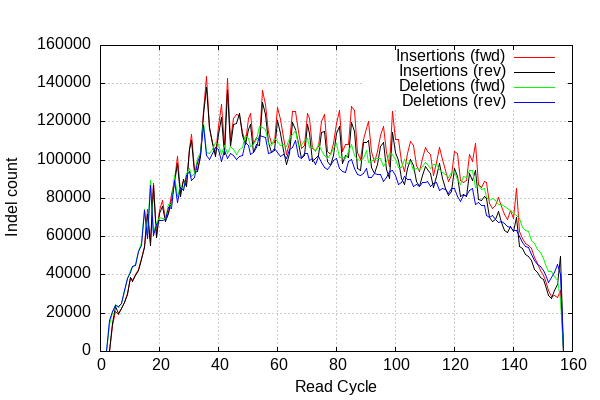 160000
140000
120000
100000
80000
60000
40000
20000
0
Indel count
Insertions (fwd)
Insertions (rev)
Deletions (fwd)
Deletions (rev)
0 20 40 60 80 100 120 140 160
Read Cycle